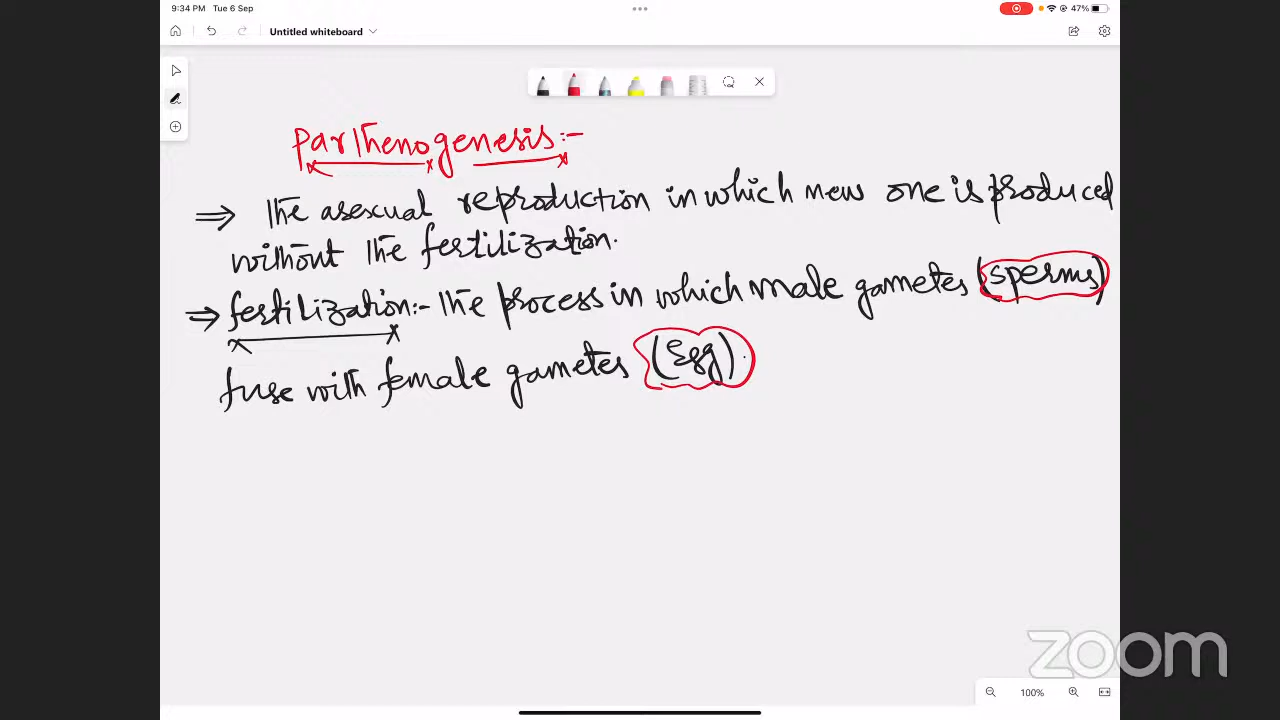 9:34 PM Tue 6 Sep
47%
Untitled whiteboard
Parthenogenesis:-
⇒ The asexual reproduction in which new one is produced
without the fertilization.
⇒ fertilization:- The process in which male gametes (sperms)
fuse with female gametes (Egg).
zoom
100%